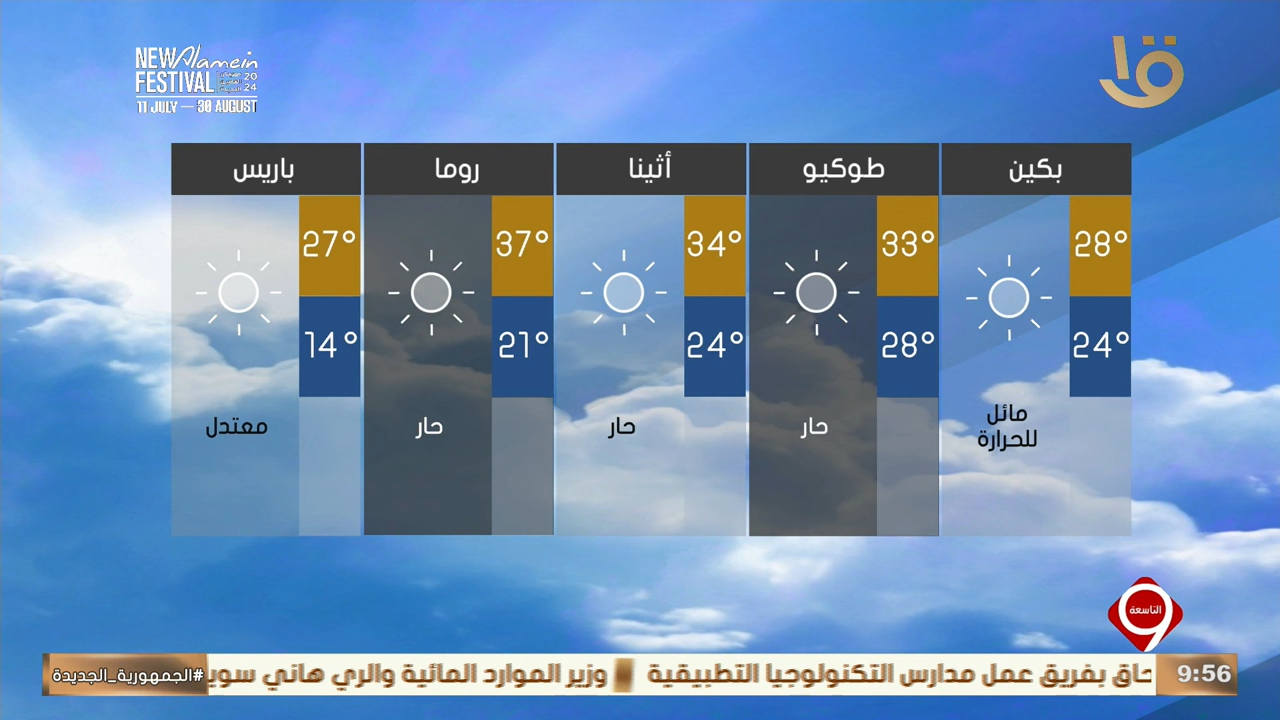 NEW Alamein
FESTIVAL 20
24
11 JULY — 30 AUGUST
بكين
28°
24°
مائل
للحرارة
طوكيو
33°
28°
حار
أثينا
34°
24°
حار
روما
37°
21°
حار
باريس
27°
14°
معتدل
التاسعة
9
9:56
حاق بفريق عمل مدارس التكنولوجيا التطبيقية
وزير الموارد المائية والري هاني سويـ
#الجمهورية_الجديدة